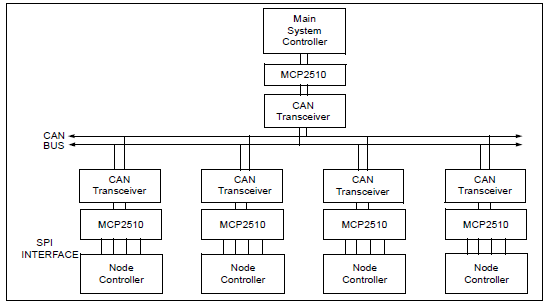 Main
System
Controller
MCP2510
CAN
Transceiver
CAN
BUS
CAN
Transceiver
CAN
Transceiver
CAN
Transceiver
CAN
Transceiver
MCP2510
MCP2510
MCP2510
MCP2510
SPI
INTERFACE
Node
Controller
Node
Controller
Node
Controller
Node
Controller